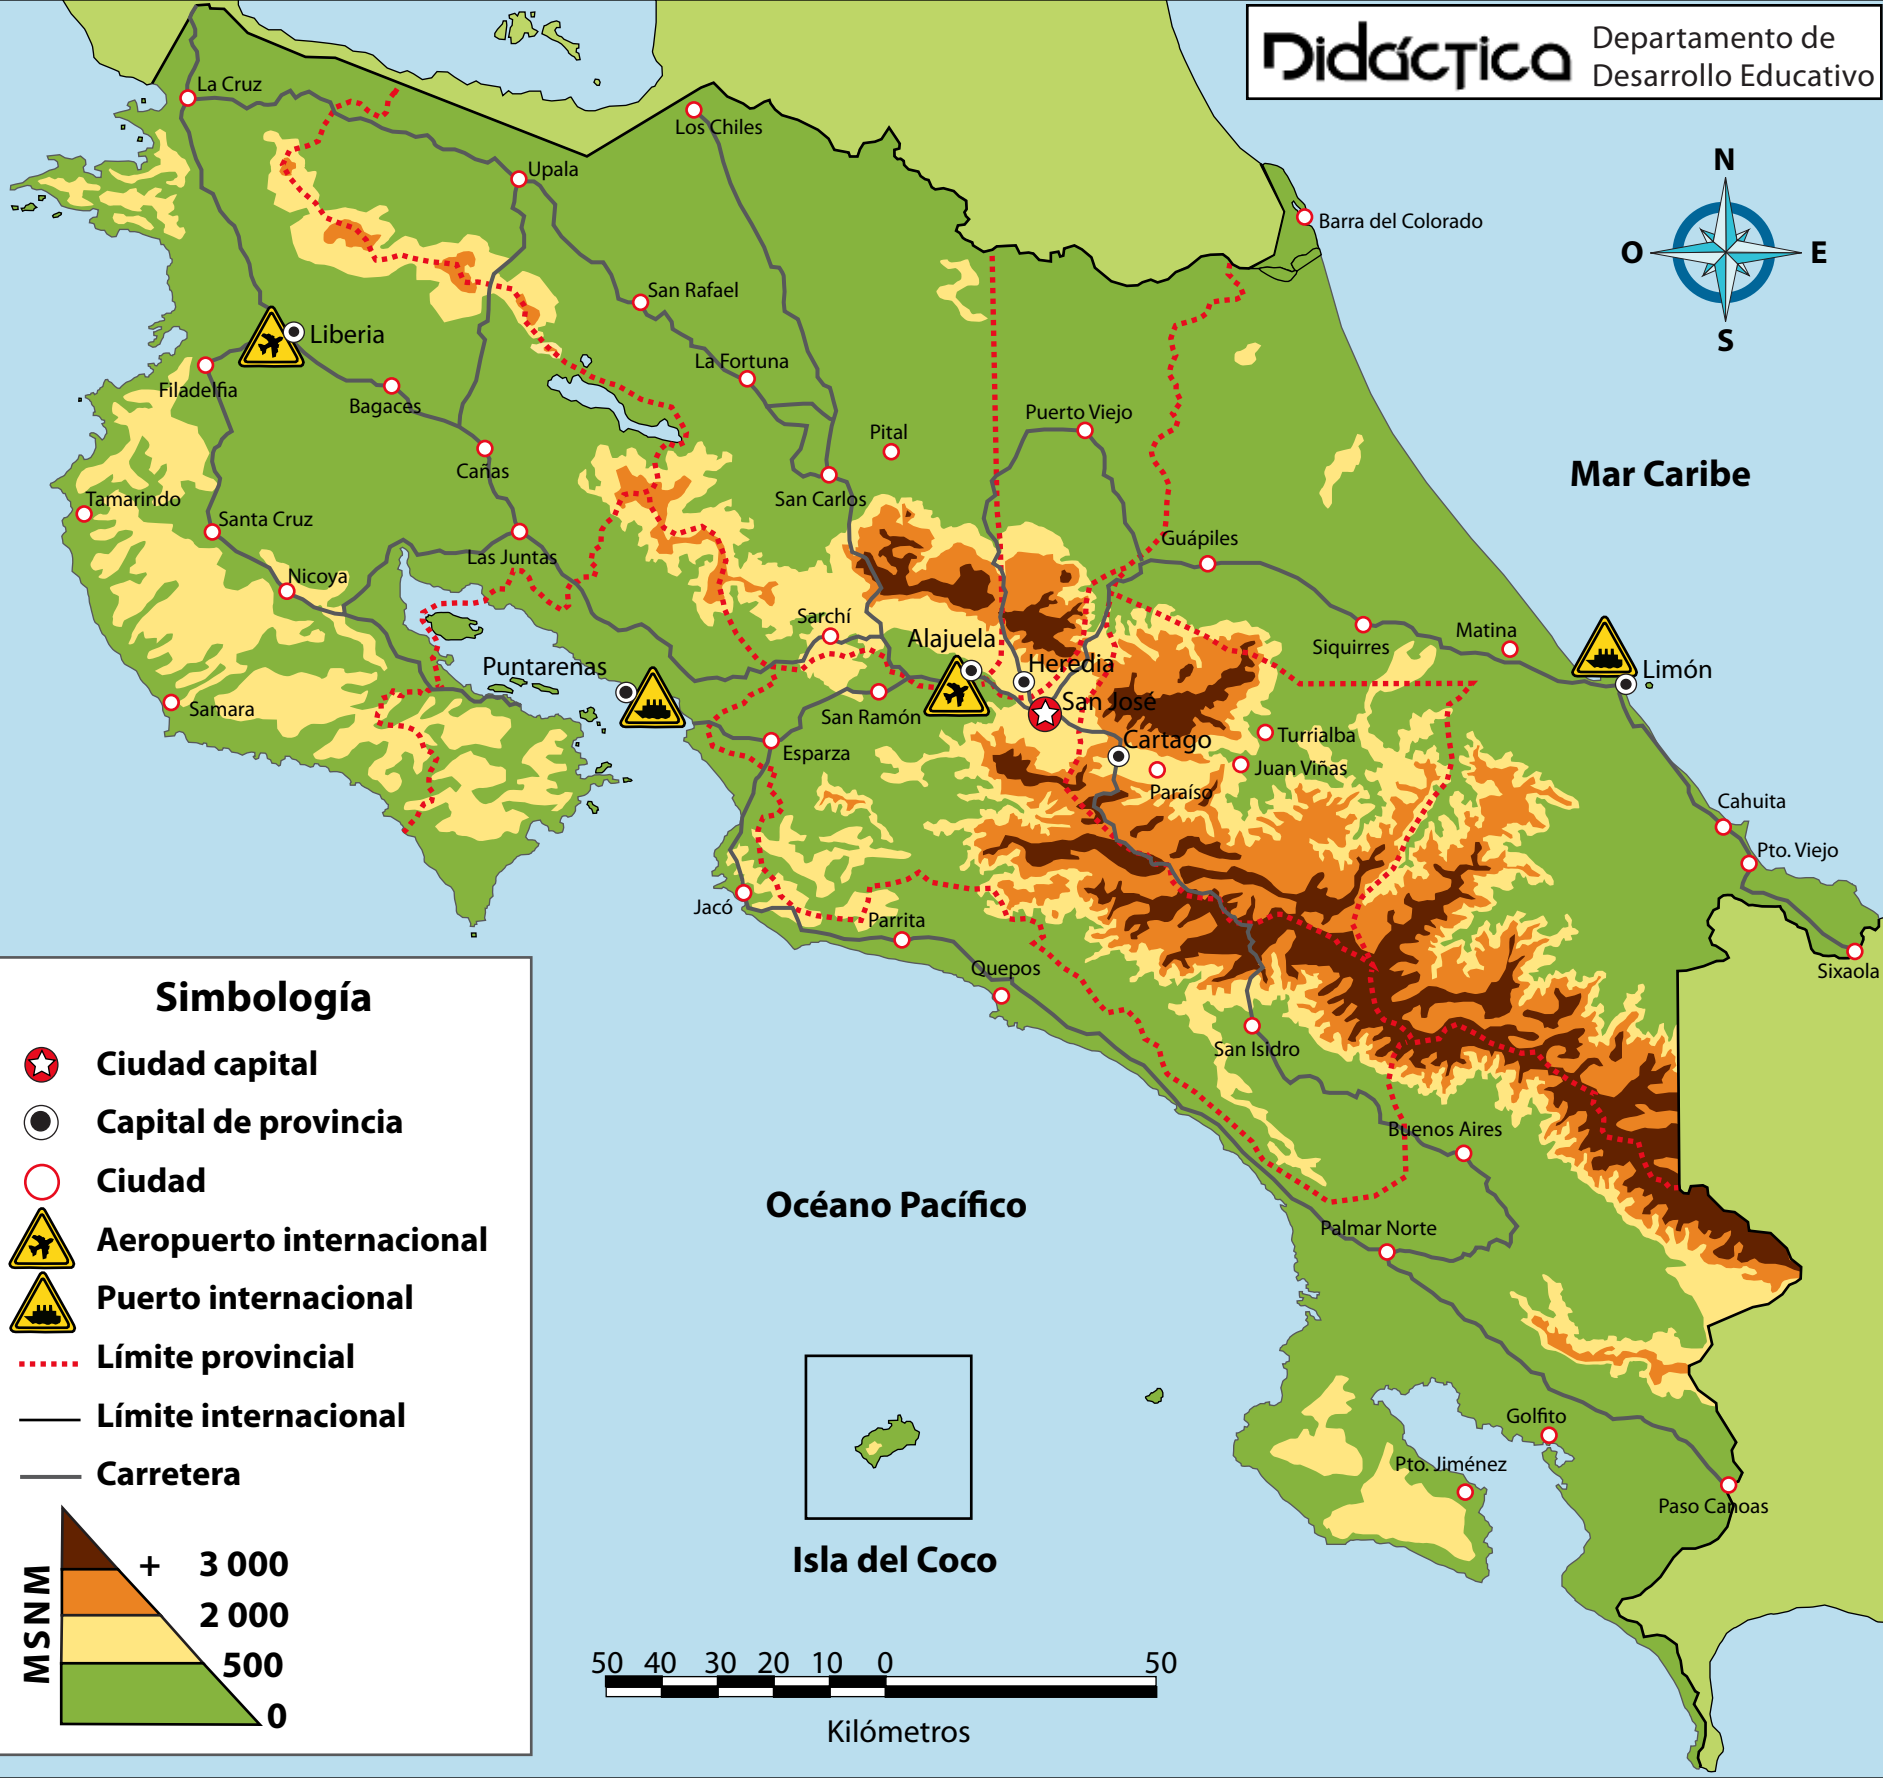 Didáctica
Departamento de
Desarrollo Educativo
La Cruz
Los Chiles
Upala
N
Barra del Colorado
O
E
S
San Rafael
Liberia
La Fortuna
Filadelfia
Bagaces
Puerto Viejo
Pital
Cañas
Mar Caribe
Tamarindo
San Carlos
Santa Cruz
Guápiles
Las Juntas
Nicoya
Sarchí
Matina
Alajuela
Siquirres
Puntarenas
Heredia
Limón
San José
Samara
San Ramón
Turrialba
Cartago
Esparza
Juan Viñas
Paraíso
Cahuita
Pto. Viejo
Jacó
Parrita
Quepos
Sixaola
San Isidro
Buenos Aires
Océano Pacífico
Palmar Norte
Golfito
Pto. Jiménez
Paso Canoas
Isla del Coco
Simbología
Ciudad capital
Capital de provincia
Ciudad
Aeropuerto internacional
Puerto internacional
Límite provincial
Límite internacional
Carretera
MSNM
+ 3 000
2 000
500
0
50 40 30 20 10 0 50
Kilómetros